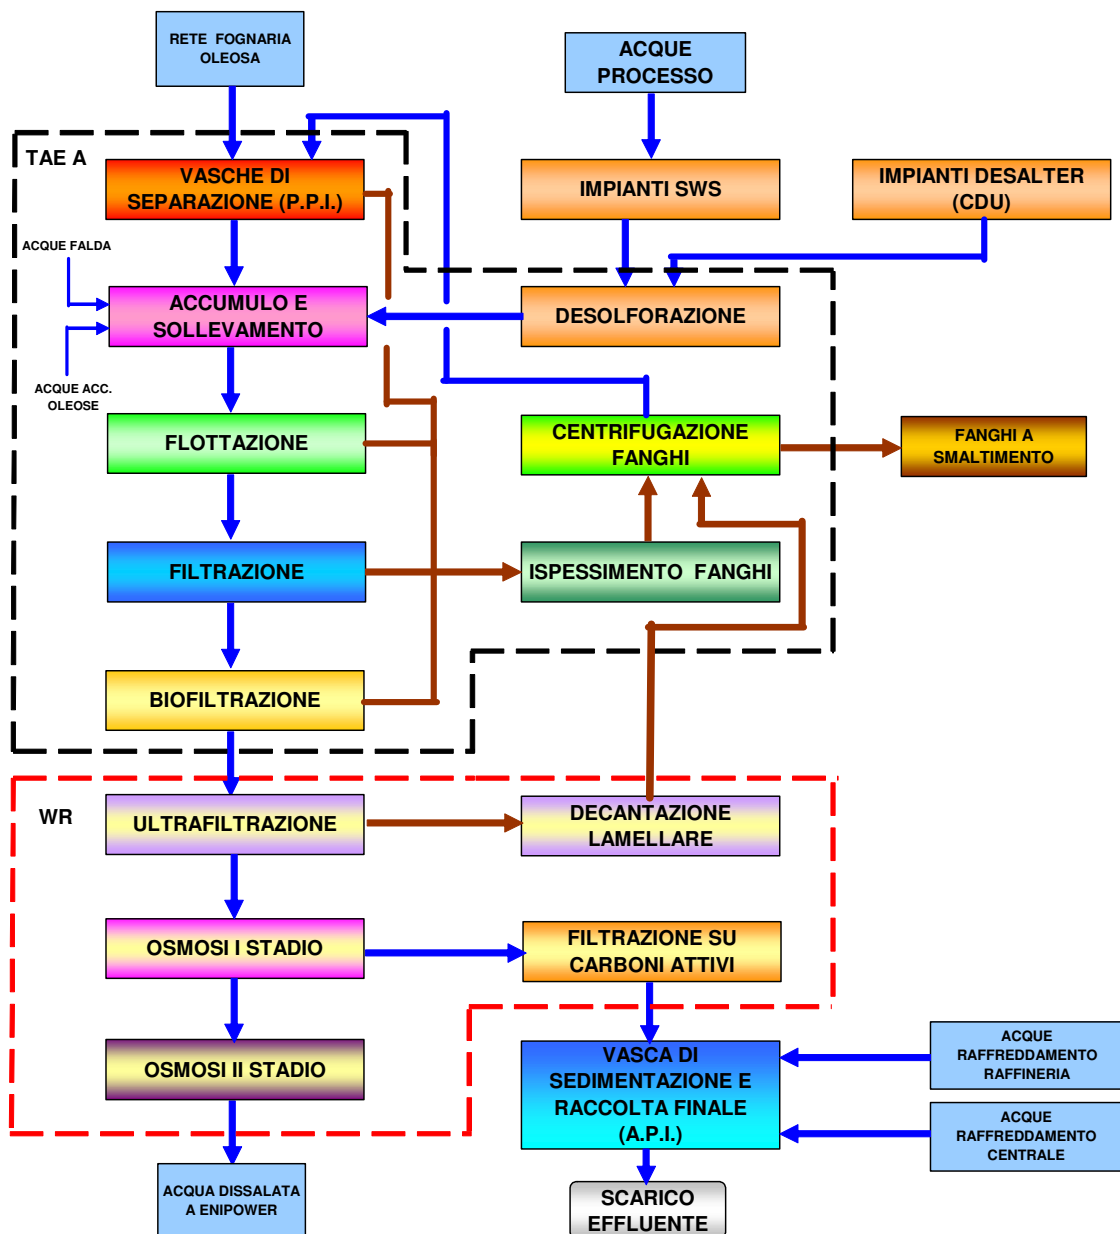 RETE FOGNARIA
OLEOSA
ACQUE
PROCESSO
TAE A
VASCHE DI
SEPARAZIONE (P.P.I.)
IMPIANTI SWS
IMPIANTI DESALTER
(CDU)
ACQUE FALDA
ACCUMULO E
SOLLEVAMENTO
DESOLFORAZIONE
ACQUE ACC.
OLEOSE
FLOTTAZIONE
CENTRIFUGAZIONE
FANGHI
FANGHI A
SMALTIMENTO
FILTRAZIONE
ISPESSIMENTO FANGHI
BIOFILTRAZIONE
WR
ULTRAFILTRAZIONE
DECANTAZIONE
LAMELLARE
OSMOSI I STADIO
FILTRAZIONE SU
CARBONI ATTIVI
OSMOSI II STADIO
VASCA DI
SEDIMENTAZIONE E
RACCOLTA FINALE
(A.P.I.)
ACQUE
RAFFREDDAMENTO
RAFFINERIA
ACQUE
RAFFREDDAMENTO
CENTRALE
ACQUA DISSALATA
A ENIPOWER
SCARICO
EFFLUENTE